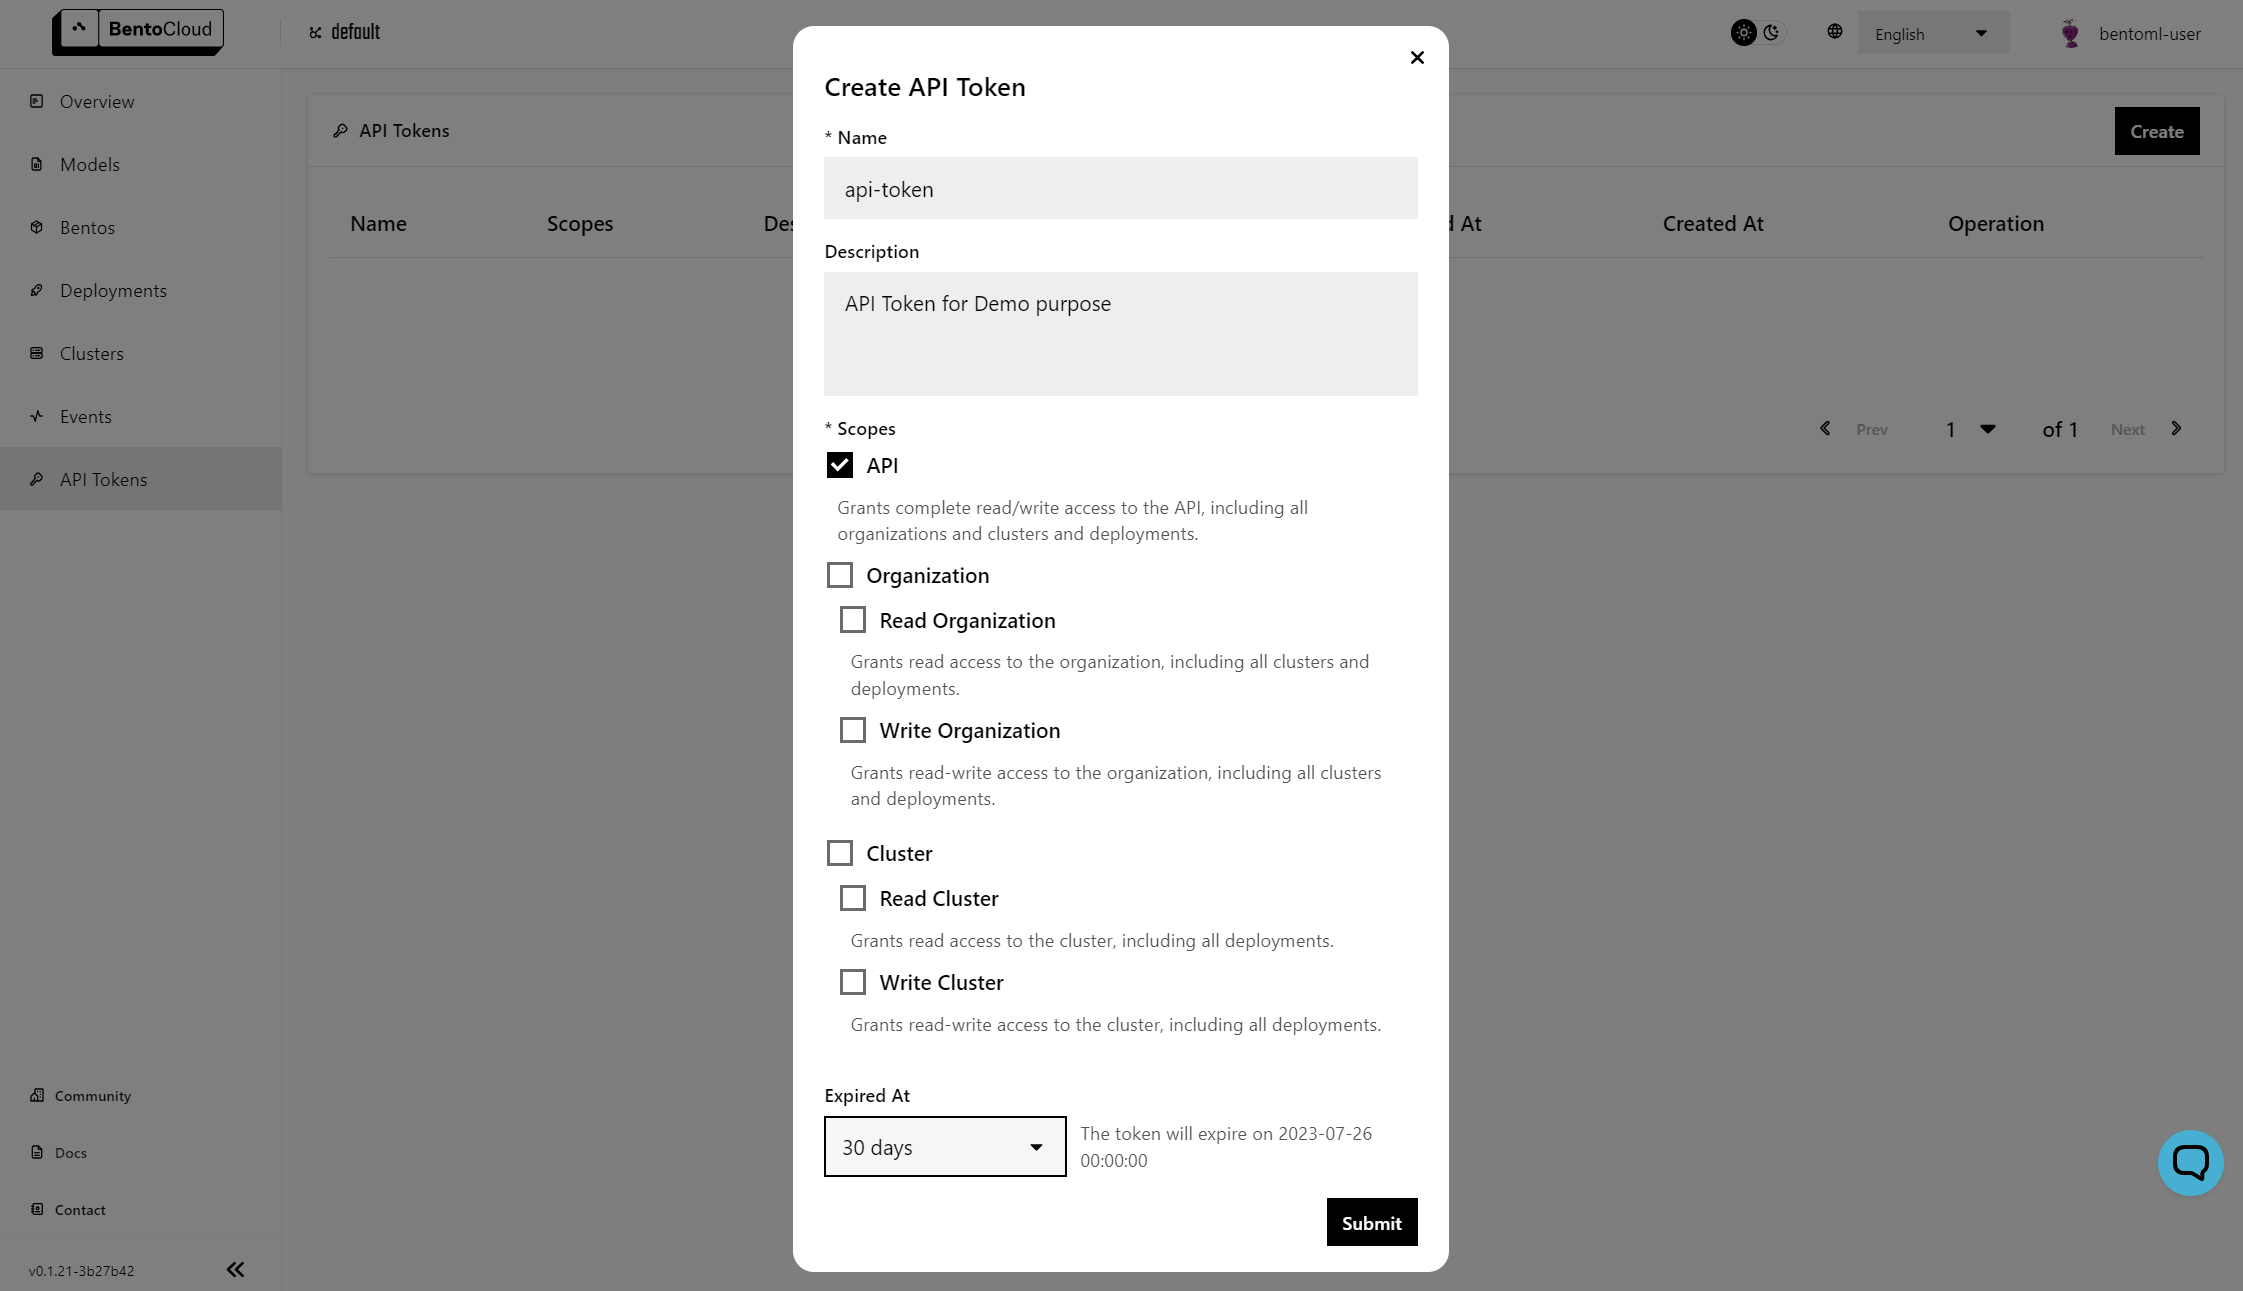 BentoCloud
default
English
bentoml-user
Overview
Models
Bentos
Deployments
Clusters
Events
API Tokens
Community
Docs
Contact
v0.1.21-3b27b42
API Tokens
Create
Name
Scopes
Des
d At
Created At
Operation
Prev
1
of 1
Next
Create API Token
* Name
api-token
Description
API Token for Demo purpose
* Scopes
API
Grants complete read/write access to the API, including all
organizations and clusters and deployments.
Organization
Read Organization
Grants read access to the organization, including all clusters and
deployments.
Write Organization
Grants read-write access to the organization, including all clusters
and deployments.
Cluster
Read Cluster
Grants read access to the cluster, including all deployments.
Write Cluster
Grants read-write access to the cluster, including all deployments.
Expired At
30 days
The token will expire on 2023-07-26
00:00:00
Submit